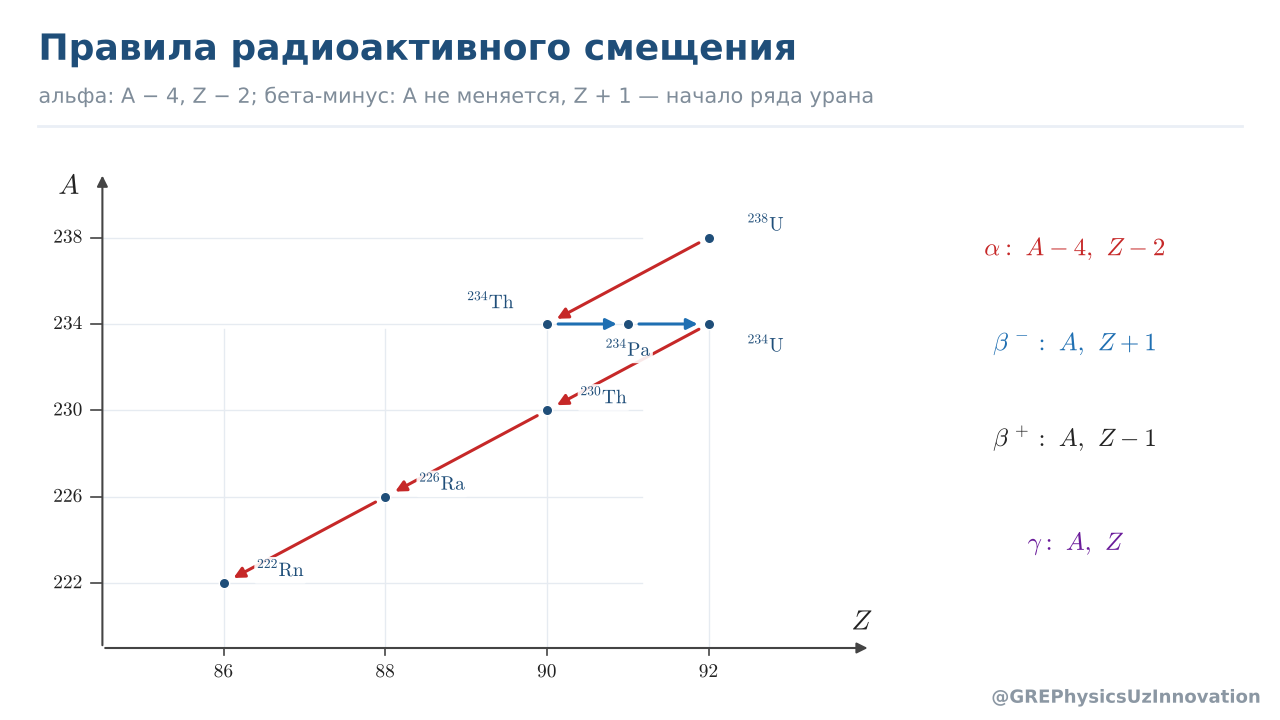 Правила радиоактивного смещения
альфа: A − 4, Z − 2; бета-минус: A не меняется, Z + 1 — начало ряда урана
A
238
234
230
226
222
²³⁸U
²³⁴Th
²³⁴Pa
²³⁴U
²³⁰Th
²²⁶Ra
²²²Rn
Z
86 88 90 92
α: A − 4, Z − 2
β⁻: A, Z + 1
β⁺: A, Z − 1
γ: A, Z
@GREPhysicsUzInnovation